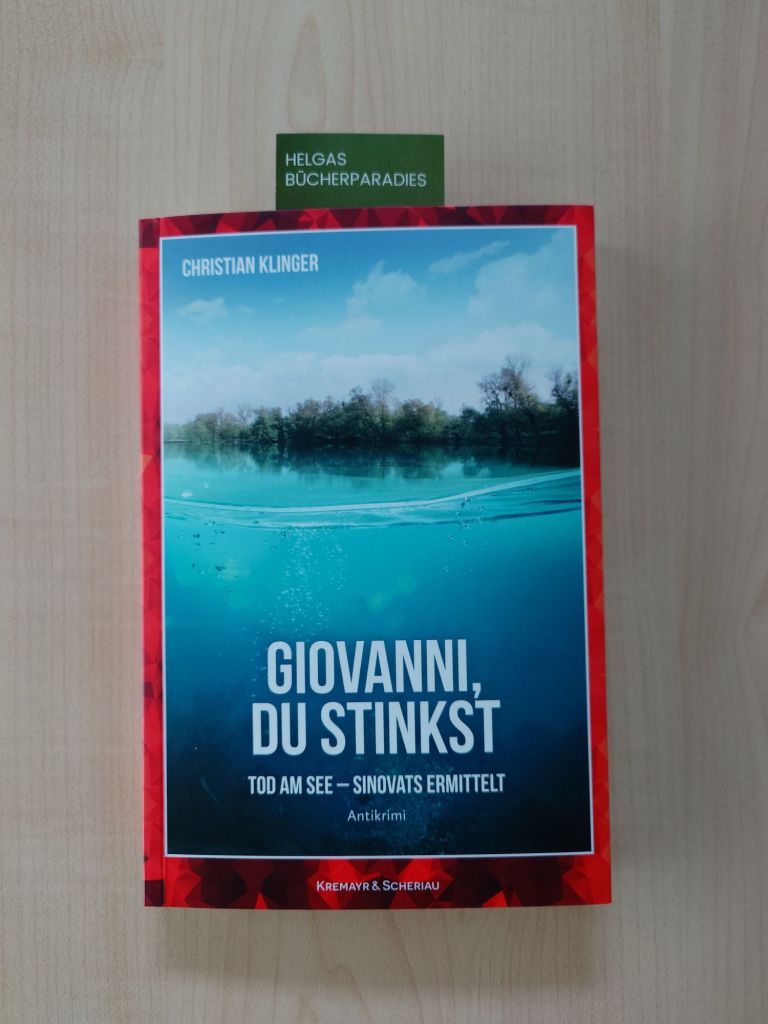 HELGAS
BÜCHERPARADIES
CHRISTIAN KLINGER
GIOVANNI,
DU STINKST
TOD AM SEE – SINOVATS ERMITTELT
Antikrimi
KREMAYR & SCHERIAU